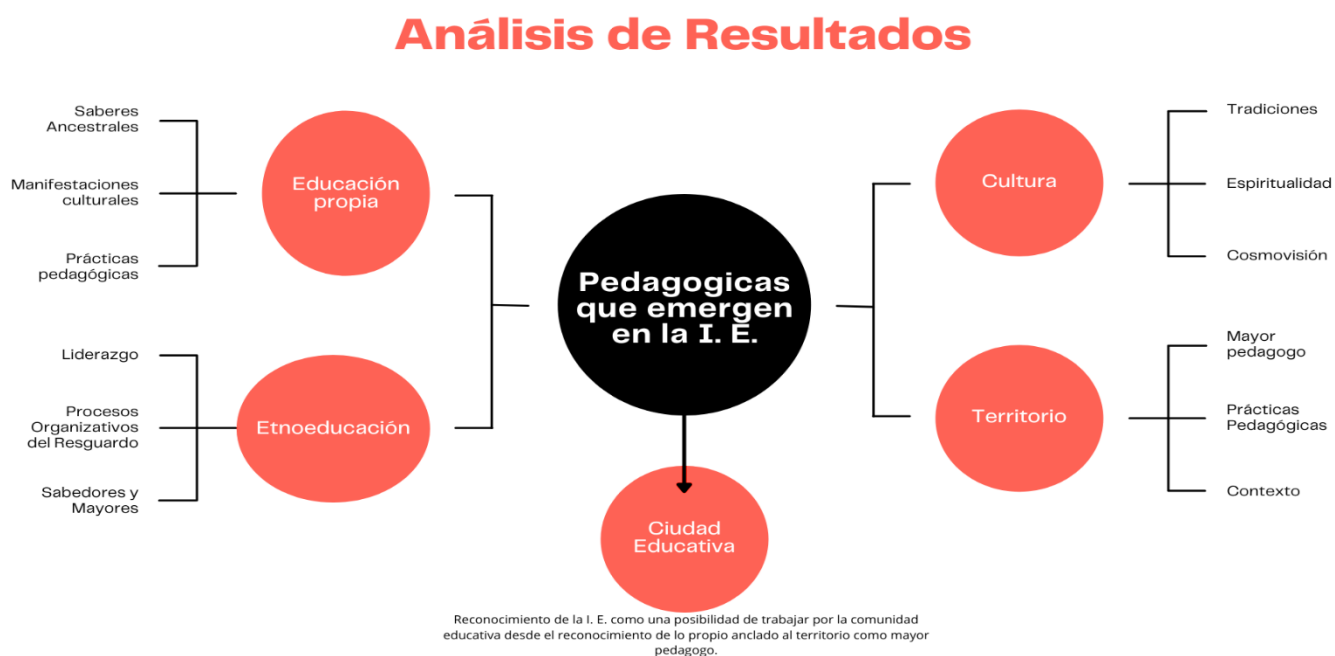 Análisis de Resultados
Saberes
Ancestrales
Manifestaciones
culturales
Prácticas
pedagógicas
Educación
propia
Liderazgo
Procesos
Organizativos
del Resguardo
Sabedores y
Mayores
Etnoeducación
Pedagogicas
que emergen
en la I. E.
Cultura
Tradiciones
Espiritualidad
Cosmovisión
Territorio
Mayor
pedagogo
Prácticas
Pedagógicas
Contexto
Ciudad
Educativa
Reconocimiento de la I. E. como una posibilidad de trabajar por la comunidad
educativa desde el reconocimiento de lo propio anclado al territorio como mayor
pedagogo.